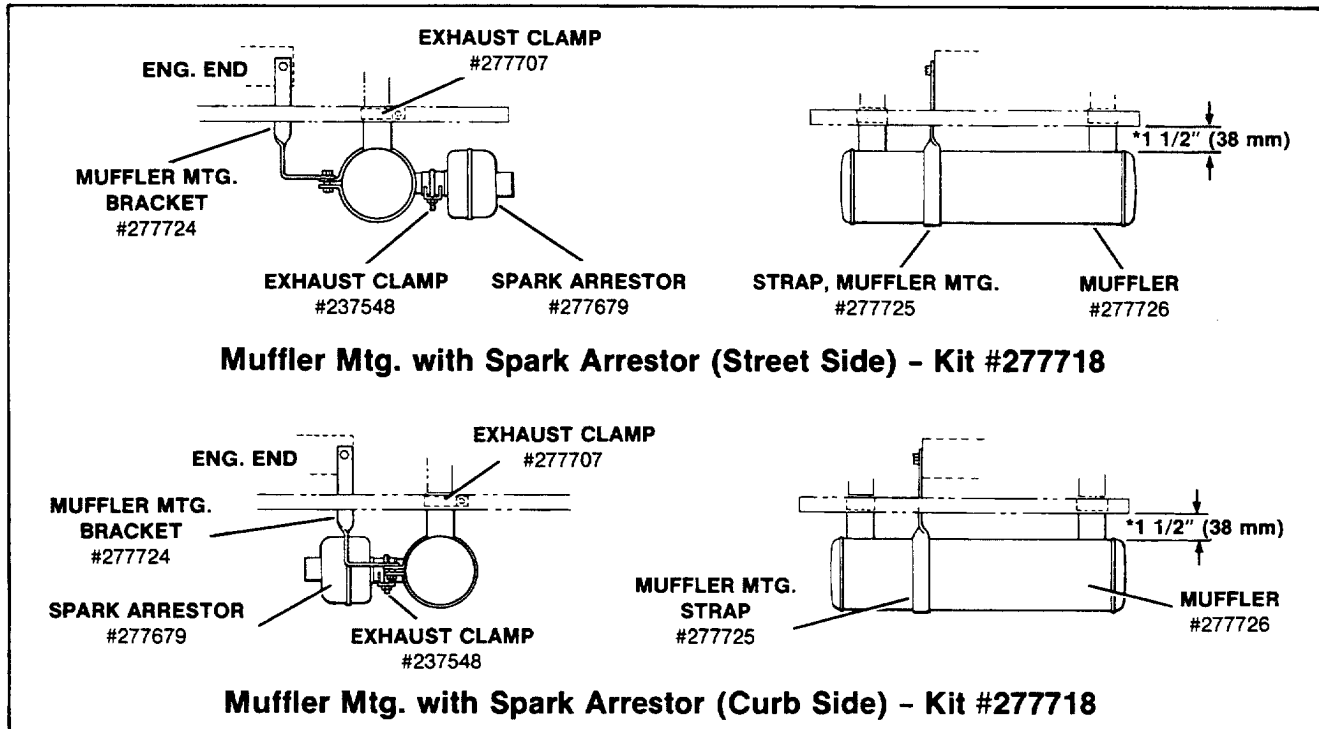 EXHAUST CLAMP
#277707
ENG. END
MUFFLER MTG.
BRACKET
#277724
EXHAUST CLAMP
#237548
SPARK ARRESTOR
#277679
*1 1/2" (38 mm)
STRAP, MUFFLER MTG.
#277725
MUFFLER
#277726
Muffler Mtg. with Spark Arrestor (Street Side) – Kit #277718
EXHAUST CLAMP
#277707
ENG. END
MUFFLER MTG.
BRACKET
#277724
SPARK ARRESTOR
#277679
EXHAUST CLAMP
#237548
*1 1/2" (38 mm)
MUFFLER MTG.
STRAP
#277725
MUFFLER
#277726
Muffler Mtg. with Spark Arrestor (Curb Side) – Kit #277718